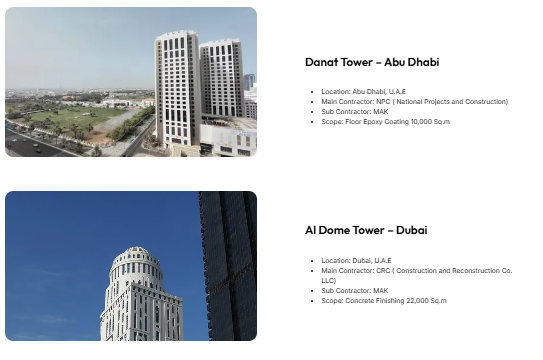 Danat Tower – Abu Dhabi
Location: Abu Dhabi, U.A.E
Main Contractor: NPC ( National Projects and Construction)
Sub Contractor: MAK
Scope: Floor Epoxy Coating 10,000 Sq.m
Al Dome Tower – Dubai
Location: Dubai, U.A.E
Main Contractor: CRC ( Construction and Reconstruction Co.
LLC)
Sub Contractor: MAK
Scope: Concrete Finishing 22,000 Sq.m